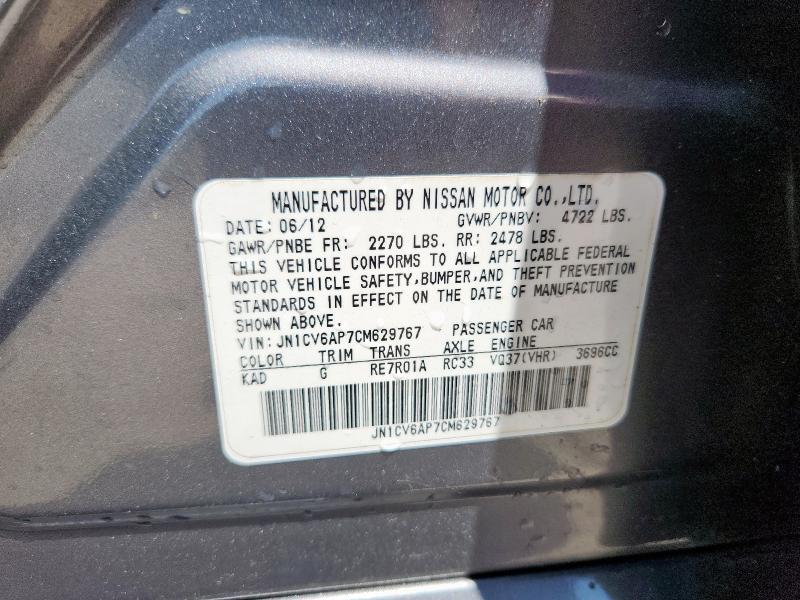 MANUFACTURED BY NISSAN MOTOR CO.,LTD.
DATE: 06/12 GVWR/PNBV: 4722 LBS.
GAWR/PNBE FR: 2270 LBS. RR: 2478 LBS.
THIS VEHICLE CONFORMS TO ALL APPLICABLE FEDERAL
MOTOR VEHICLE SAFETY,BUMPER,AND THEFT PREVENTION
STANDARDS IN EFFECT ON THE DATE OF MANUFACTURE
SHOWN ABOVE.
VIN: JN1CV6AP7CM629767 PASSENGER CAR
COLOR TRIM TRANS AXLE ENGINE
KAD G RE7R01A RC33 VQ37(VHR) 3696CC
JN1CV6AP7CM629767